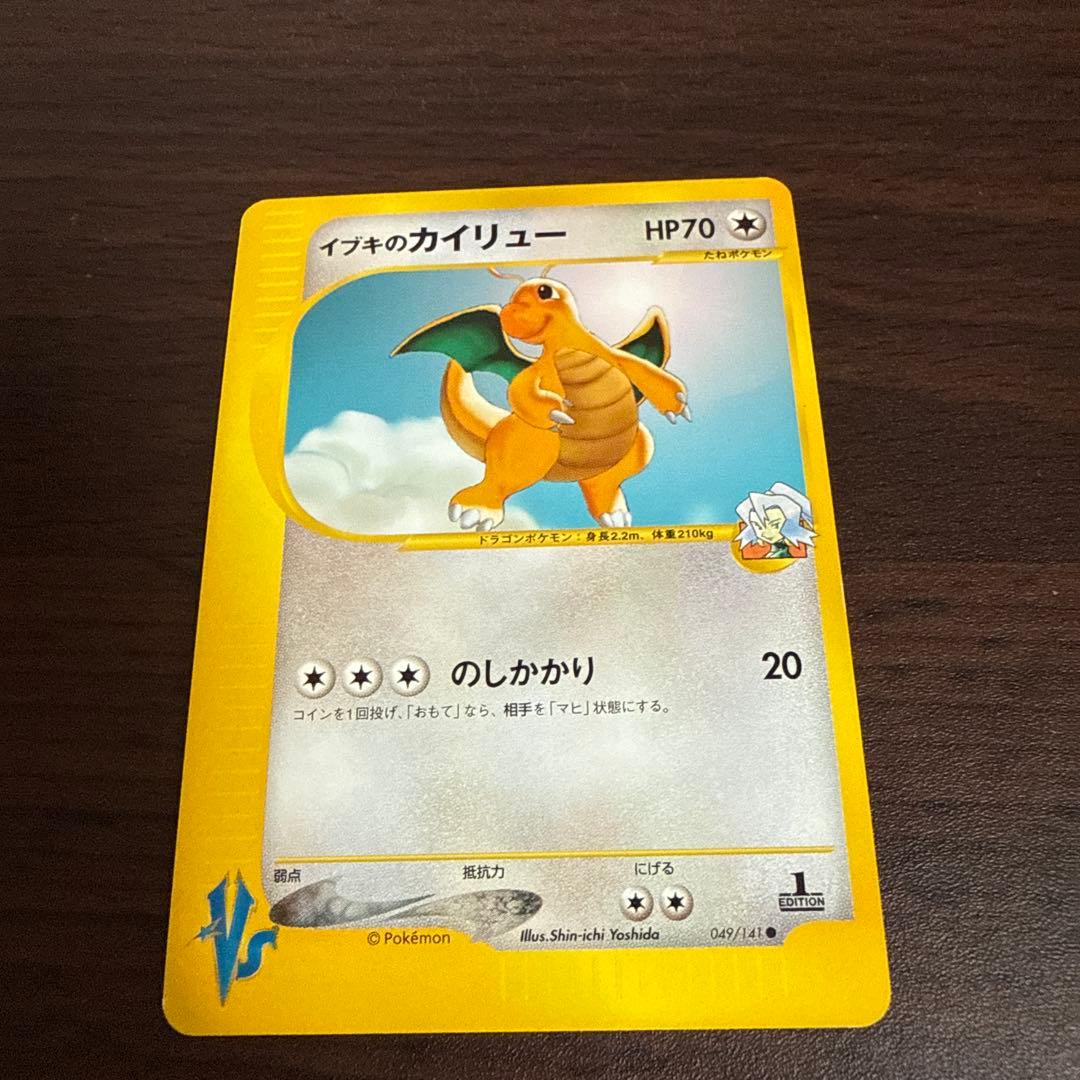 イブキのカイリュー HP70
たねポケモン
ドラゴンポケモン：身長2.2m、体重210kg
のしかかり 20
コインを1回投げ、「おもて」なら、相手を「マヒ」状態にする。
弱点 抵抗力 にげる
1
EDITION
VS
© Pokémon Illus.Shin-ichi Yoshida 049/141